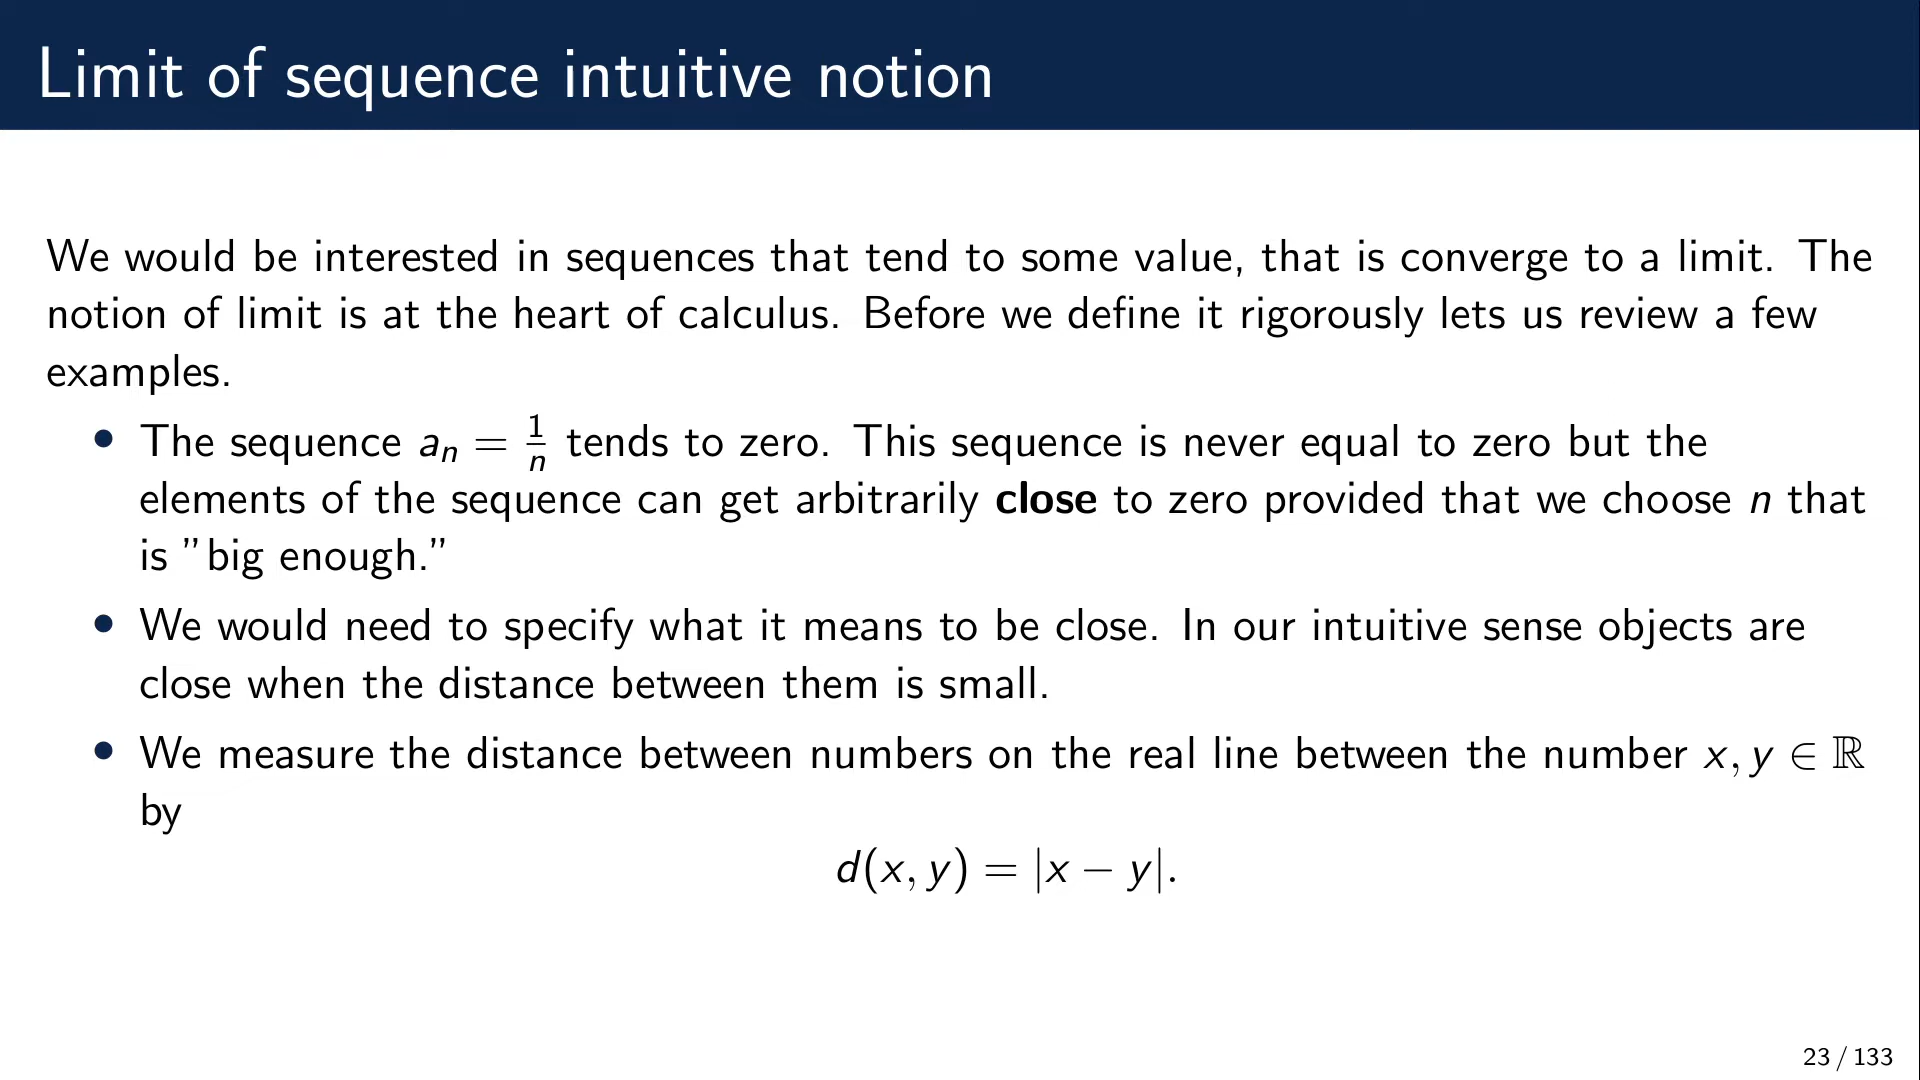 Limit of sequence intuitive notion
We would be interested in sequences that tend to some value, that is converge to a limit. The
notion of limit is at the heart of calculus. Before we define it rigorously lets us review a few
examples.
• The sequence aₙ = 1/n tends to zero. This sequence is never equal to zero but the
elements of the sequence can get arbitrarily close to zero provided that we choose n that
is ”big enough.”
• We would need to specify what it means to be close. In our intuitive sense objects are
close when the distance between them is small.
• We measure the distance between numbers on the real line between the number x, y ∈ ℝ
by
d(x, y) = |x − y|.
23 / 133